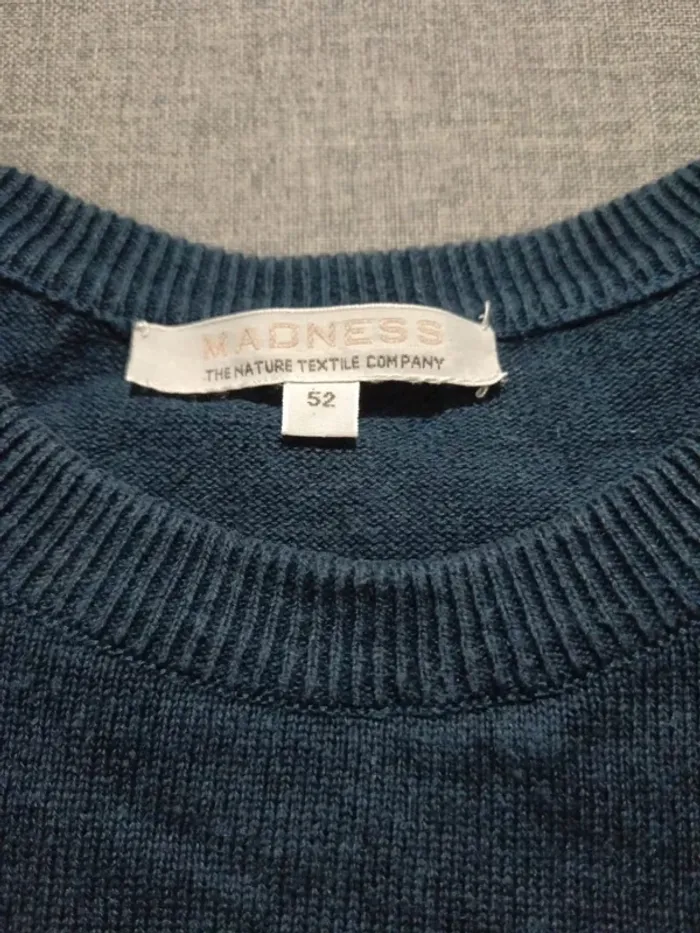 MADNESS
THE NATURE TEXTILE COMPANY
52